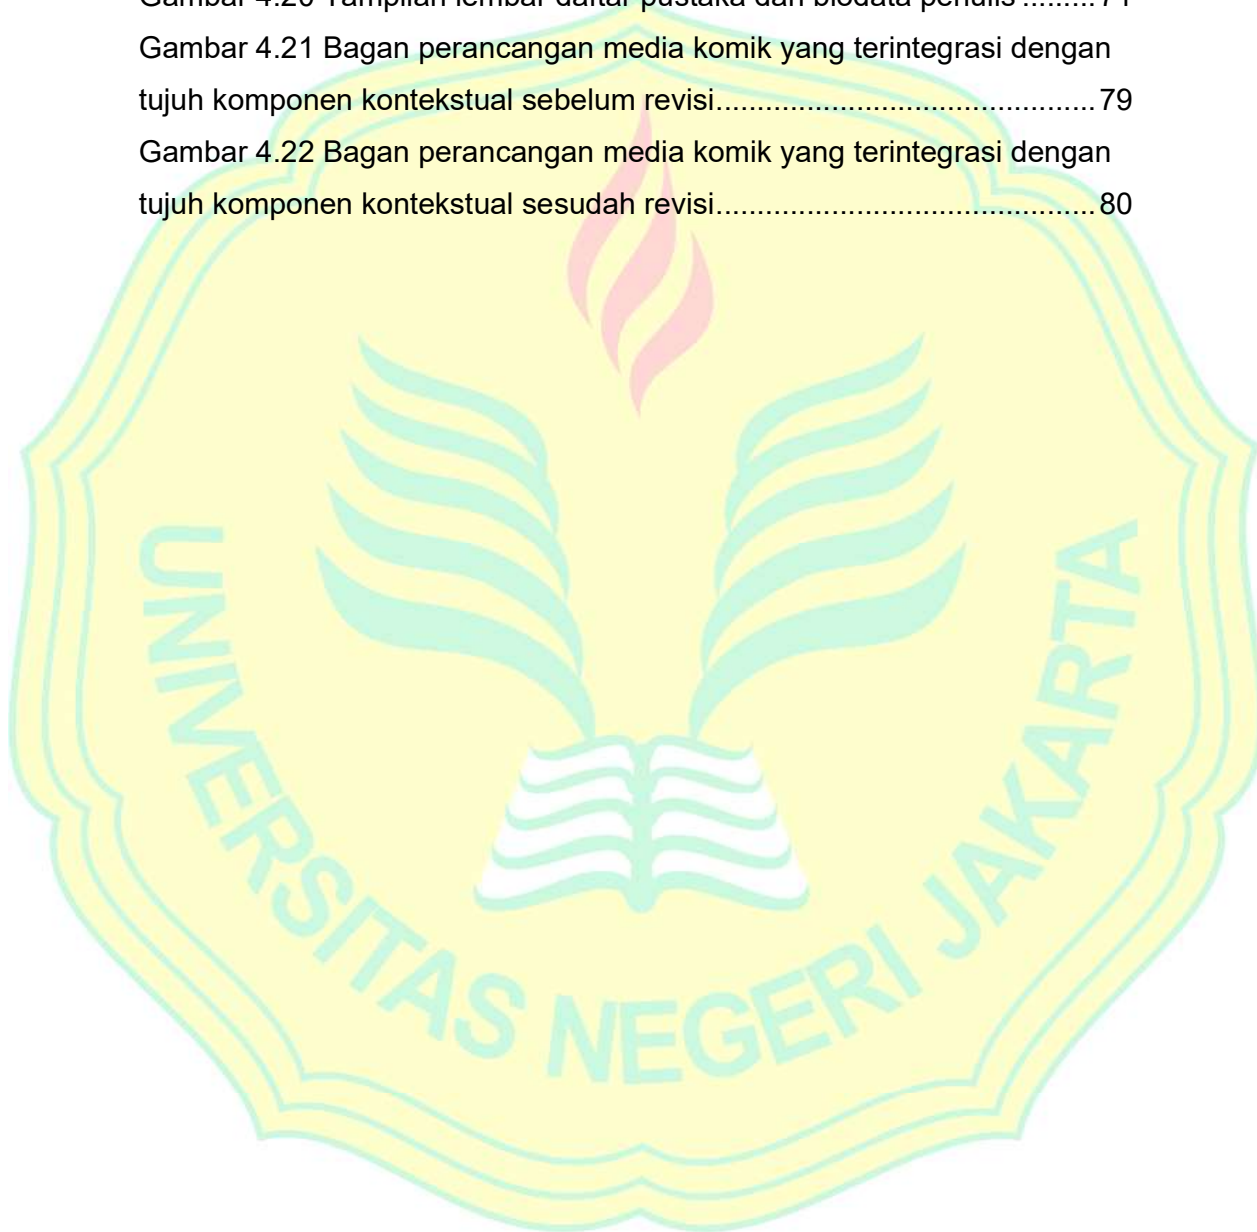 Gambar 4.20 Tampilan lembar daftar pustaka dan biodata penulis ......... 71
Gambar 4.21 Bagan perancangan media komik yang terintegrasi dengan
tujuh komponen kontekstual sebelum revisi.............................................. 79
Gambar 4.22 Bagan perancangan media komik yang terintegrasi dengan
tujuh komponen kontekstual sesudah revisi.............................................. 80
UNIVERSITAS NEGERI JAKARTA